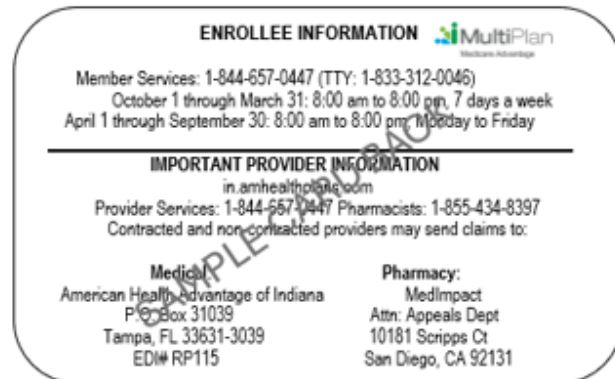 ENROLLEE INFORMATION
MultiPlan
Medicare Advantage
Member Services: 1-844-657-0447 (TTY: 1-833-312-0046)
October 1 through March 31: 8:00 am to 8:00 pm, 7 days a week
April 1 through September 30: 8:00 am to 8:00 pm, Monday to Friday
IMPORTANT PROVIDER INFORMATION
in.amhealthplans.com
Provider Services: 1-844-657-0447 Pharmacists: 1-855-434-8397
Contracted and non-contracted providers may send claims to:
Medical
American Health Advantage of Indiana
P.O. Box 31039
Tampa, FL 33631-3039
EDI# RP115
Pharmacy:
MedImpact
Attn: Appeals Dept
10181 Scripps Ct
San Diego, CA 92131
SAMPLE CARD BACK